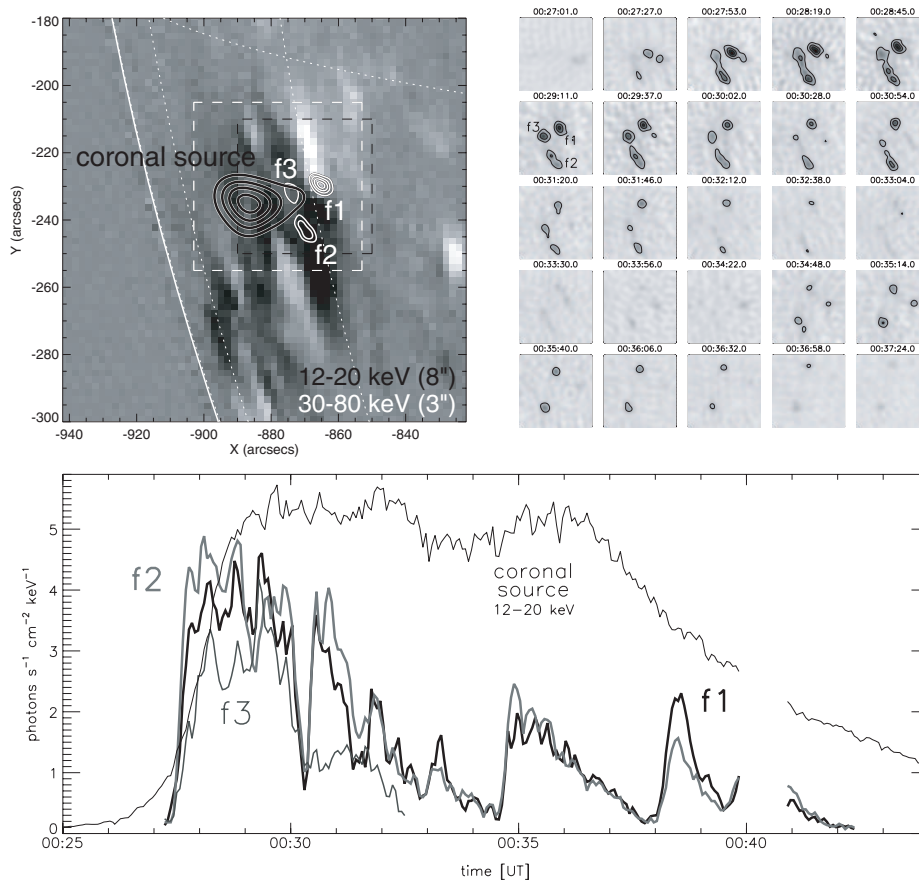 -180
-200
-220
-240
-260
-280
-300
Y (arcsecs)
coronal source
f3
f1
f2
12-20 keV (8")
30-80 keV (3")
-940 -920 -900 -880 -860 -840
X (arcsecs)
00:27:01.0 00:27:27.0 00:27:53.0 00:28:19.0 00:28:45.0
00:29:11.0 00:29:37.0 00:30:02.0 00:30:28.0 00:30:54.0
f3
f1
f2
00:31:20.0 00:31:46.0 00:32:12.0 00:32:38.0 00:33:04.0
00:33:30.0 00:33:56.0 00:34:22.0 00:34:48.0 00:35:14.0
00:35:40.0 00:36:06.0 00:36:32.0 00:36:58.0 00:37:24.0
5
4
3
2
1
0
photons s⁻¹ cm⁻² keV⁻¹
f2
f3
coronal
source
12–20 keV
f1
00:25 00:30 00:35 00:40
time [UT]